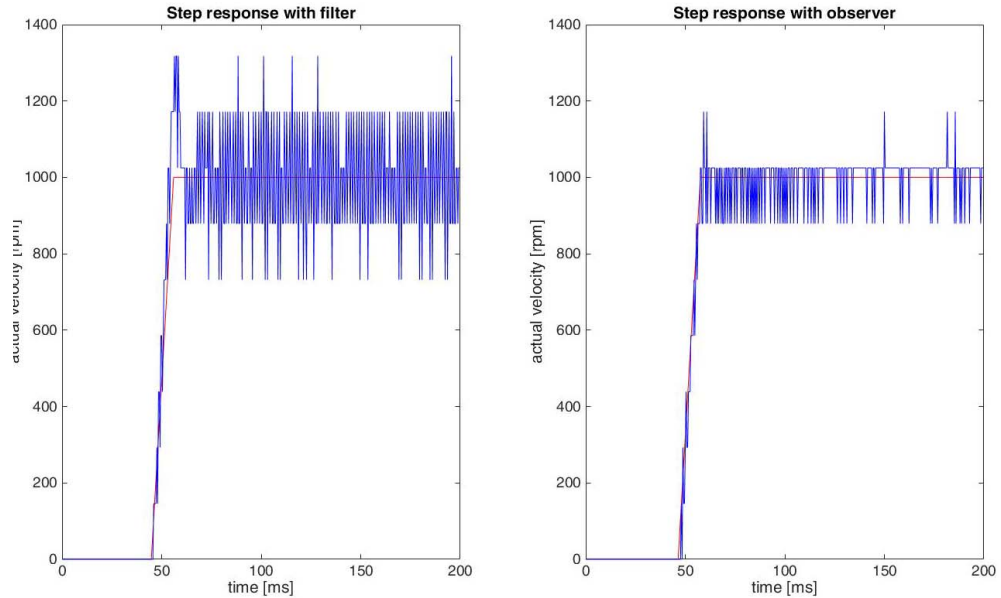 Step response with filter
1400
1200
1000
800
600
400
200
0
actual velocity [rpm]
0 50 100 150 200
time [ms]
Step response with observer
1400
1200
1000
800
600
400
200
0
actual velocity [rpm]
0 50 100 150 200
time [ms]